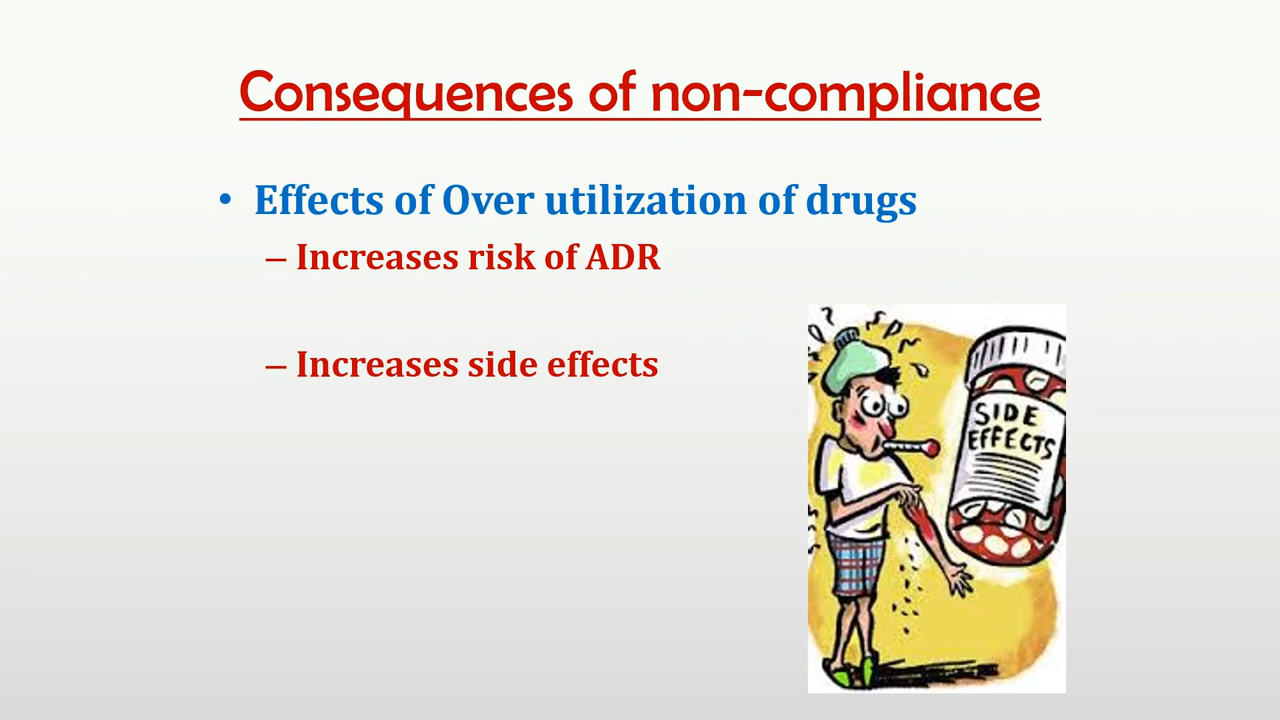 Consequences of non-compliance
• Effects of Over utilization of drugs
– Increases risk of ADR
– Increases side effects
SIDE
EFFECTS